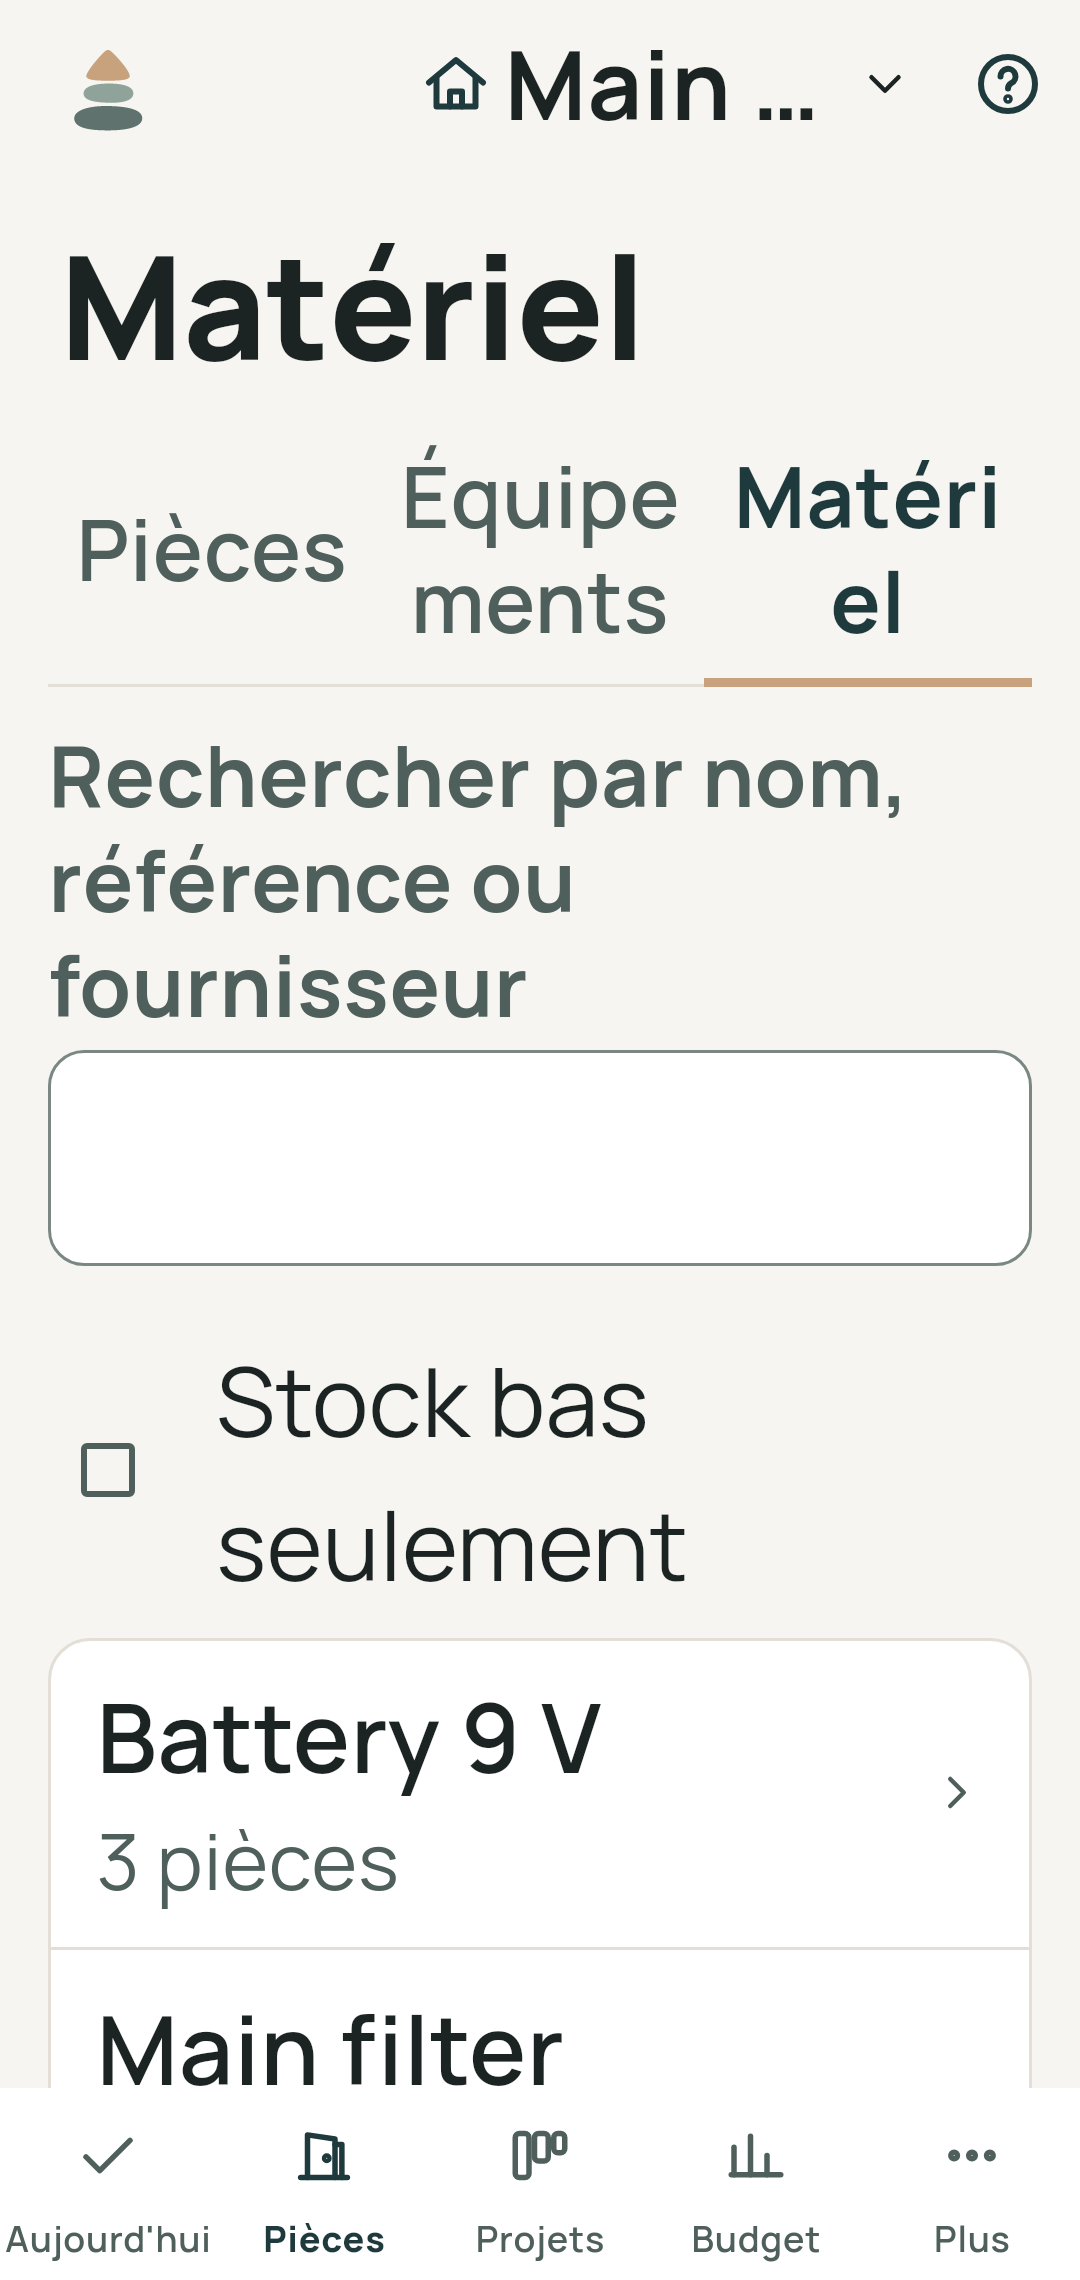 Main ...
Matériel
Pièces
Équipe
ments
Matéri
el
Rechercher par nom,
référence ou
fournisseur
Stock bas
seulement
Battery 9 V
3 pièces
Main filter
Aujourd'hui
Pièces
Projets
Budget
Plus